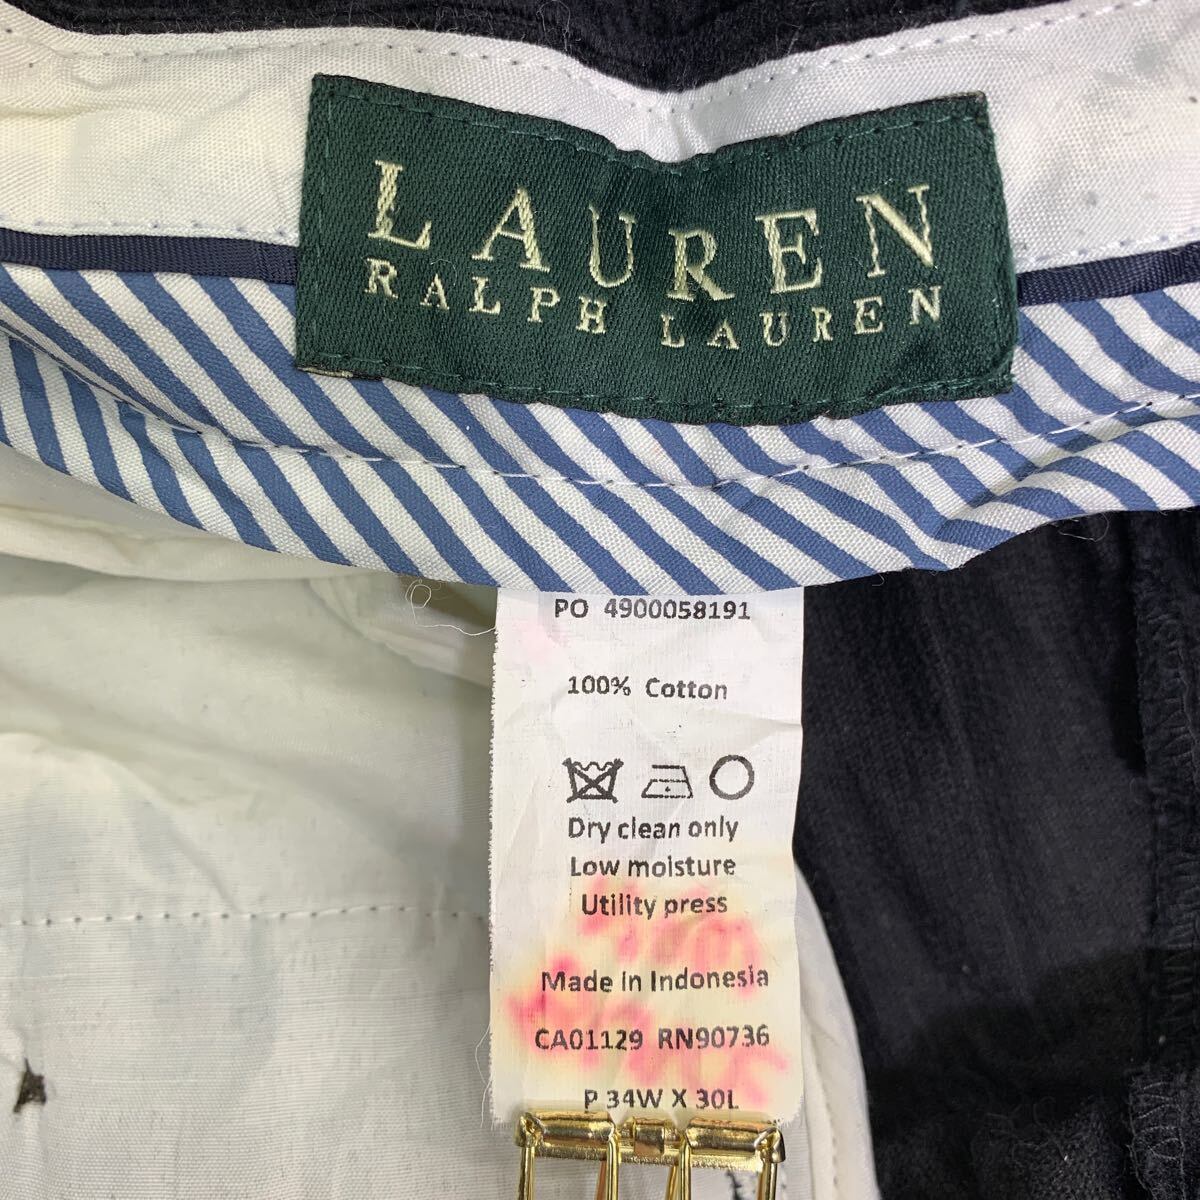 LAUREN
RALPH LAUREN
PO 4900058191
100% Cotton
Dry clean only
Low moisture
Utility press
Made in Indonesia
CA01129 RN90736
P 34W X 30L